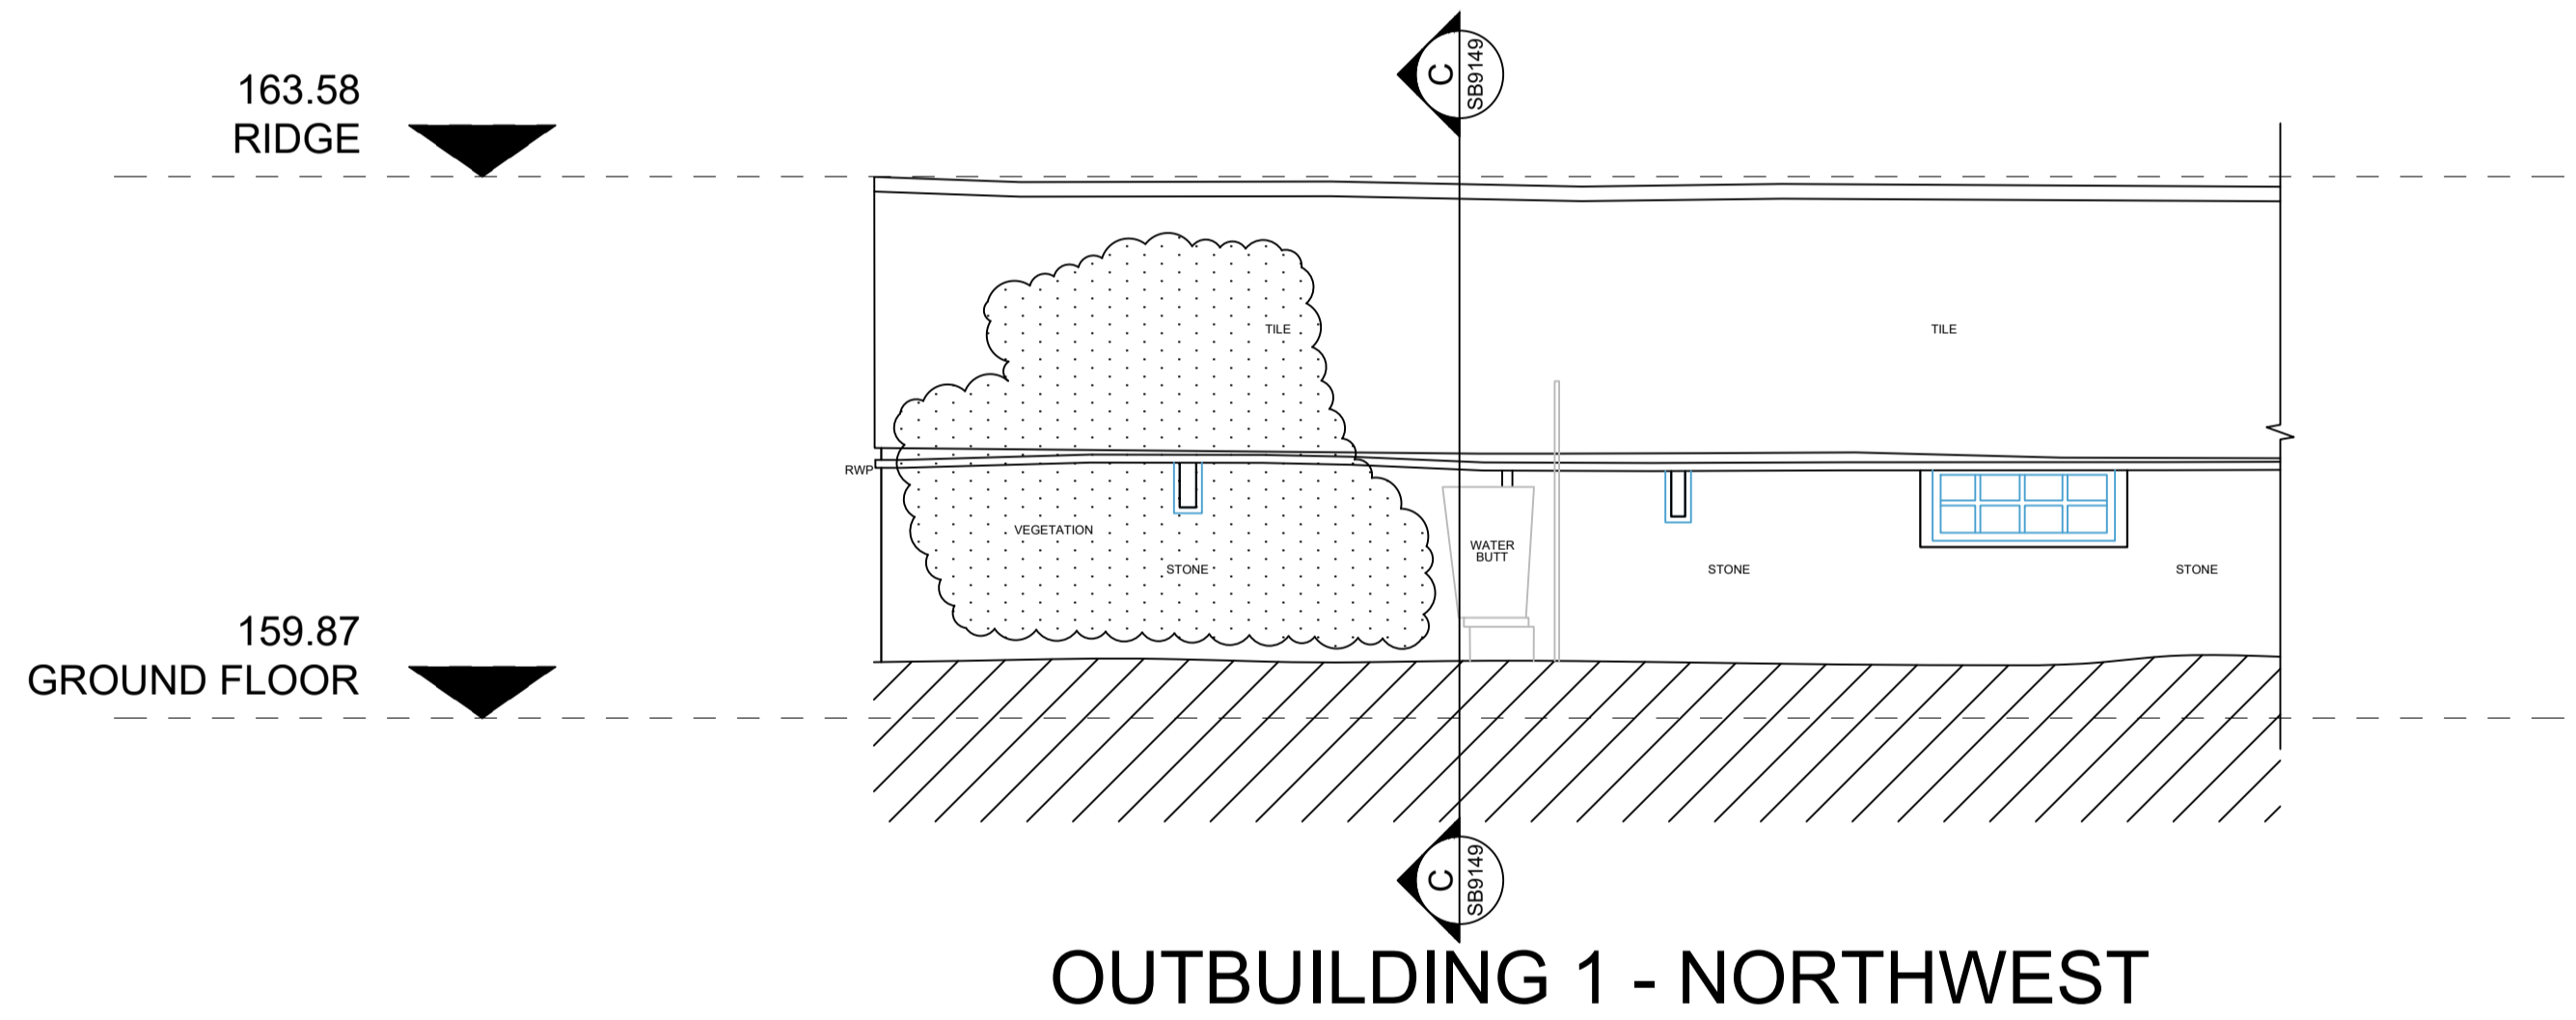 C
SB9149
163.58
RIDGE
TILE
TILE
RWP
VEGETATION
WATER
BUTT
STONE
STONE
STONE
159.87
GROUND FLOOR
C
SB9149
OUTBUILDING 1 - NORTHWEST